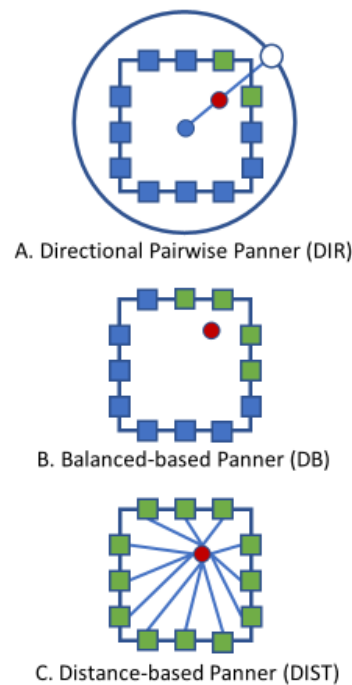 A. Directional Pairwise Panner (DIR)
B. Balanced-based Panner (DB)
C. Distance-based Panner (DIST)